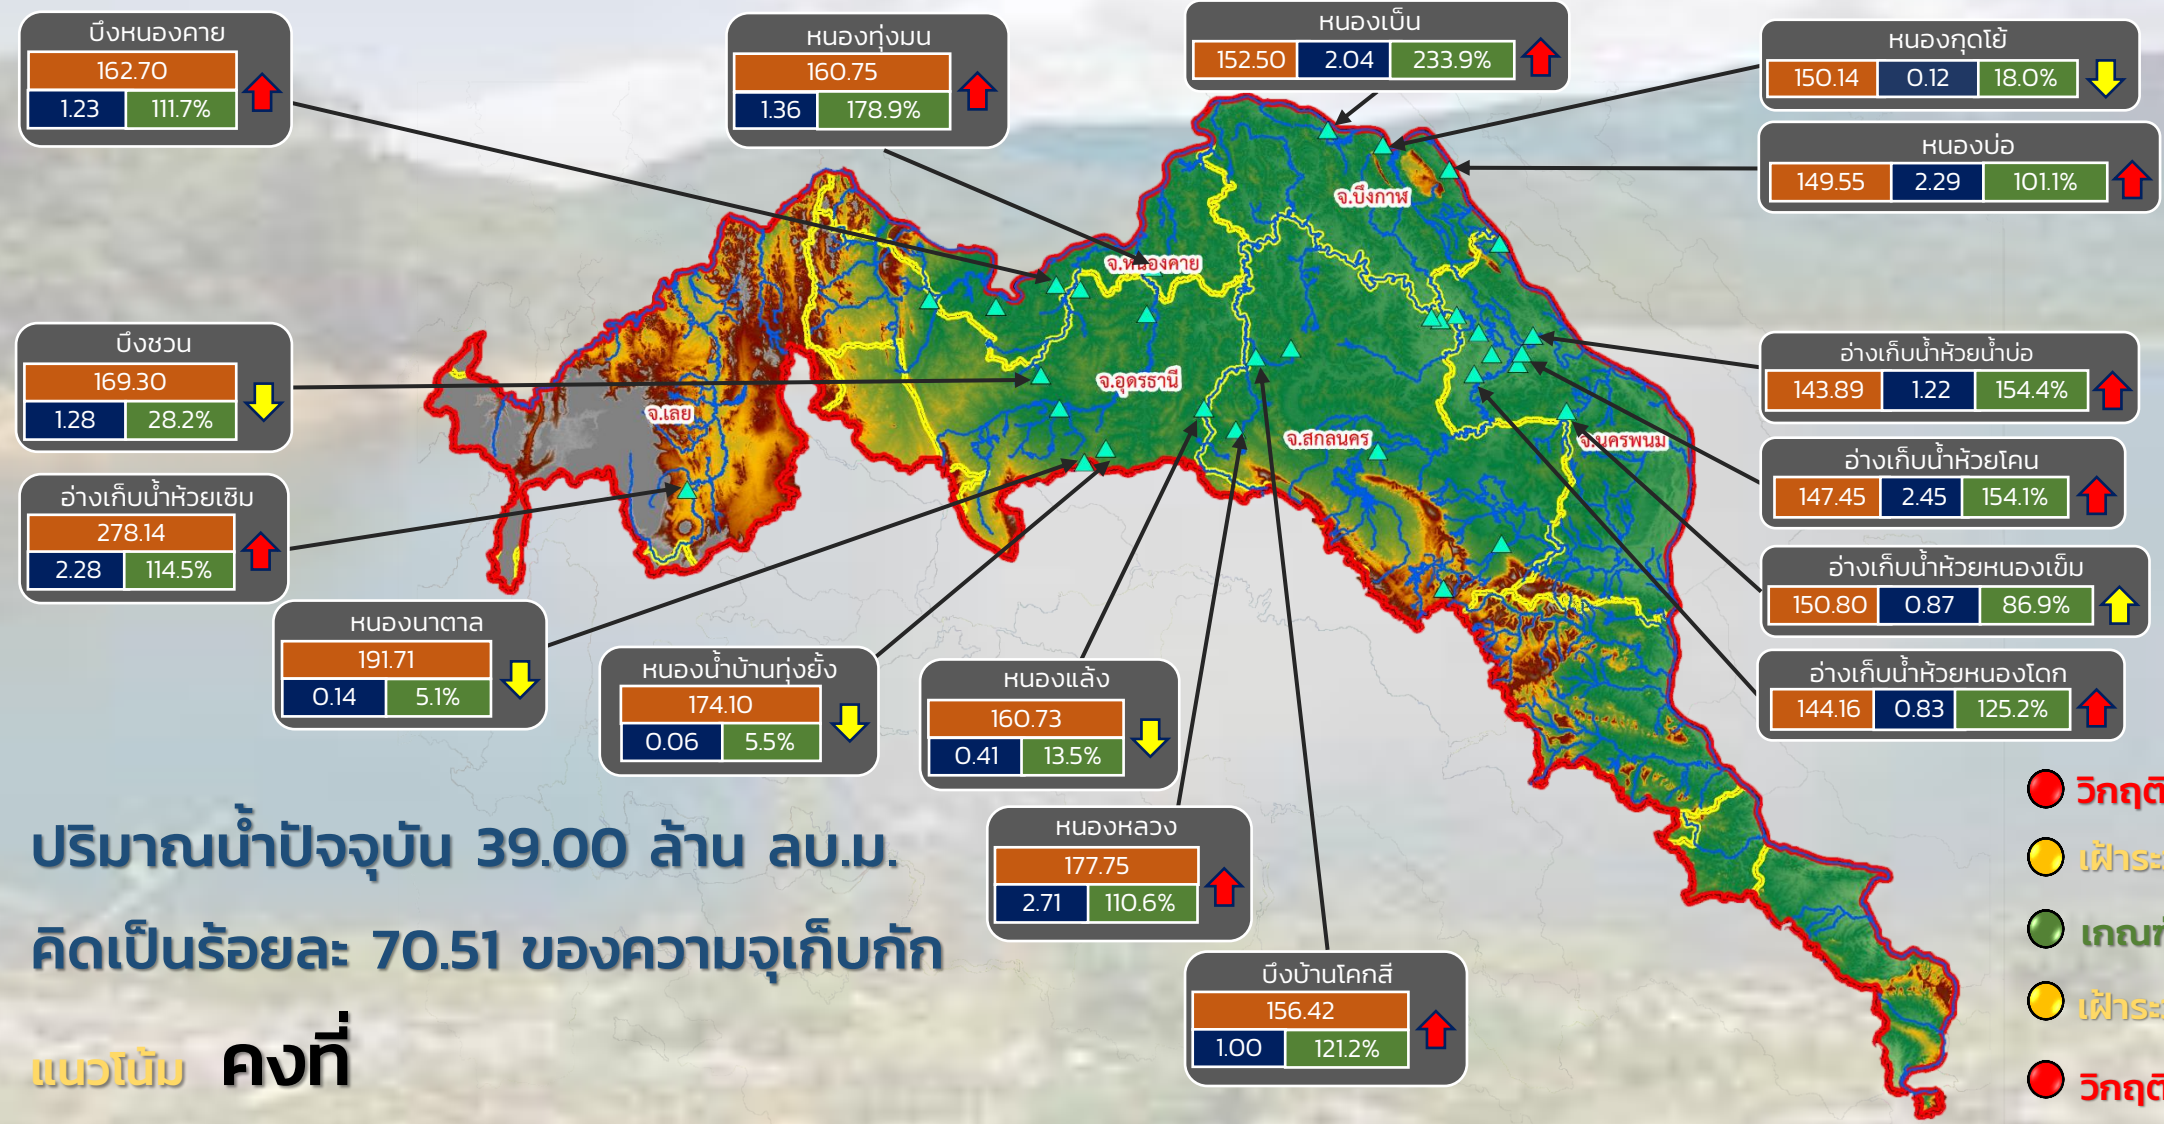 บึงหนองคาย
162.70
1.23 111.7%
หนองทุ่งมน
160.75
1.36 178.9%
หนองเบ็น
152.50 2.04 233.9%
หนองกุดโย้
150.14 0.12 18.0%
หนองบ่อ
149.55 2.29 101.1%
จ.บึงกาฬ
จ.หนองคาย
บึงชวน
169.30
1.28 28.2%
อ่างเก็บน้ำห้วยน้ำบ่อ
143.89 1.22 154.4%
จ.อุดรธานี
จ.เลย
จ.สกลนคร
จ.นครพนม
อ่างเก็บน้ำห้วยโคน
147.45 2.45 154.1%
อ่างเก็บน้ำห้วยเซิม
278.14
2.28 114.5%
อ่างเก็บน้ำห้วยหนองเข็ม
150.80 0.87 86.9%
หนองนาตาล
191.71
0.14 5.1%
หนองน้ำบ้านทุ่งยั้ง
174.10
0.06 5.5%
หนองแล้ง
160.73
0.41 13.5%
อ่างเก็บน้ำห้วยหนองโดก
144.16 0.83 125.2%
หนองหลวง
177.75
2.71 110.6%
บึงบ้านโคกสี
156.42
1.00 121.2%
ปริมาณน้ำปัจจุบัน 39.00 ล้าน ลบ.ม.
คิดเป็นร้อยละ 70.51 ของความจุเก็บกัก
แนวโน้ม คงที่
วิกฤติ
เฝ้าระ
เกณฑ์
เฝ้าระ
วิกฤติ